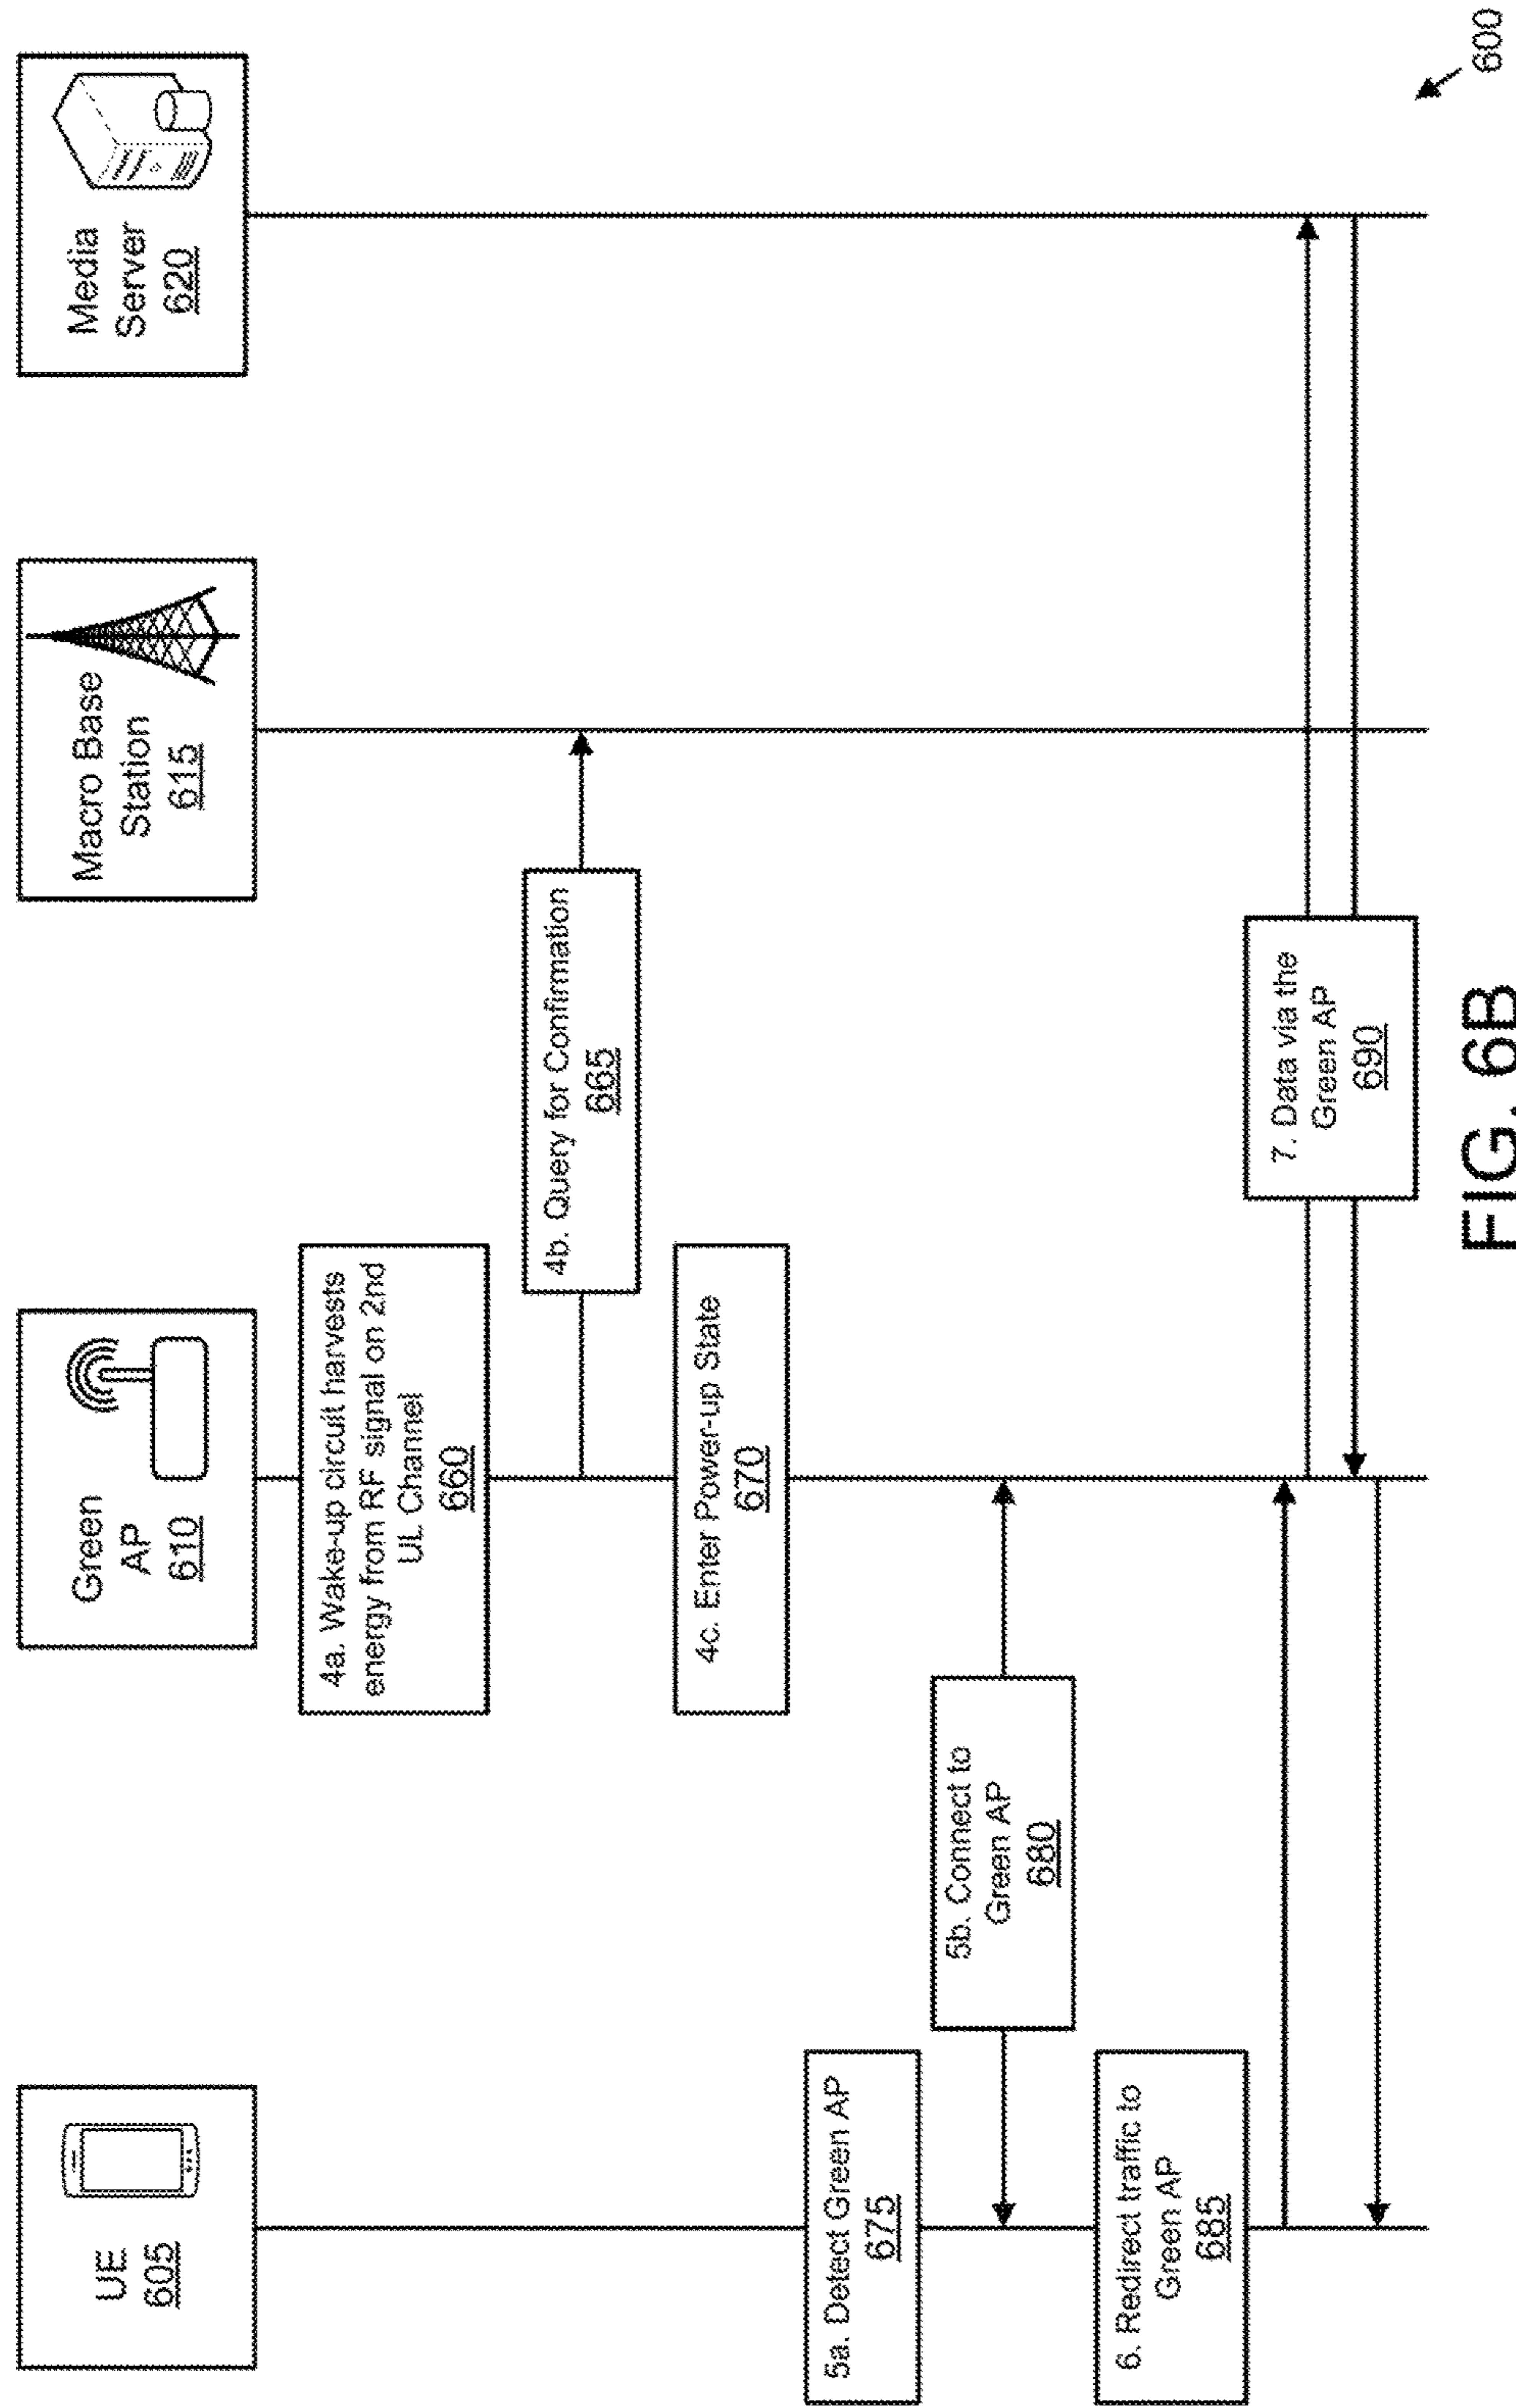 UE
605
Green
AP
610
Macro Base
Station
615
Media
Server
620
4a. Wake-up circuit harvests
energy from RF signal on 2nd
UL Channel
660
4b. Query for Confirmation
665
4c. Enter Power-up State
670
5a. Detect Green AP
675
5b. Connect to
Green AP
680
6. Redirect traffic to
Green AP
685
7. Data via the
Green AP
690
600
FIG. 6B